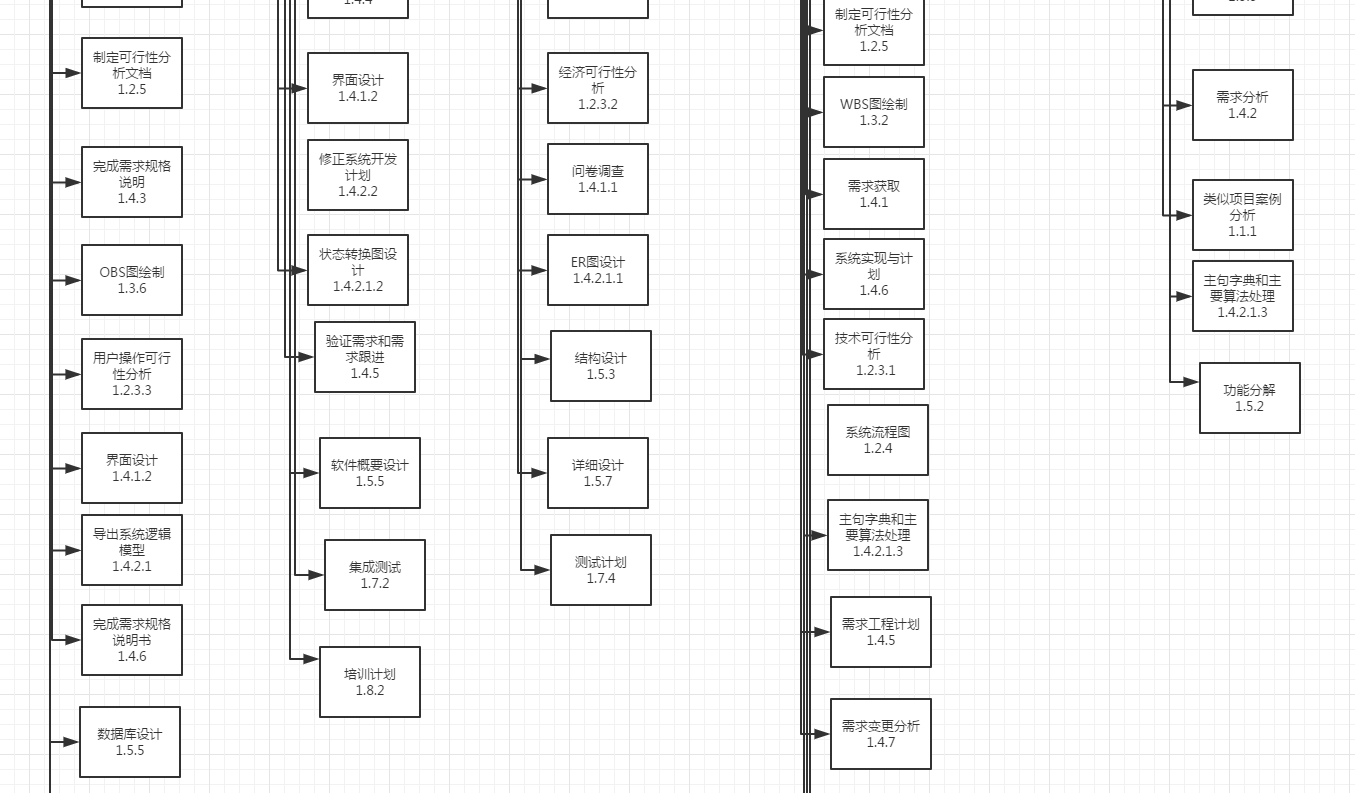 制定可行性分
析文档
1.2.5
完成需求规格
说明
1.4.3
OBS图绘制
1.3.6
用户操作可行
性分析
1.2.3.3
界面设计
1.4.1.2
导出系统逻辑
模型
1.4.2.1
完成需求规格
说明书
1.4.6
数据库设计
1.5.5
1.4.4
界面设计
1.4.1.2
修正系统开发
计划
1.4.2.2
状态转换图设
计
1.4.2.1.2
验证需求和需
求跟进
1.4.5
软件概要设计
1.5.5
集成测试
1.7.2
培训计划
1.8.2
经济可行性分
析
1.2.3.2
问卷调查
1.4.1.1
ER图设计
1.4.2.1.1
结构设计
1.5.3
详细设计
1.5.7
测试计划
1.7.4
制定可行性分
析文档
1.2.5
WBS图绘制
1.3.2
需求获取
1.4.1
系统实现与计
划
1.4.6
技术可行性分
析
1.2.3.1
系统流程图
1.2.4
主句字典和主
要算法处理
1.4.2.1.3
需求工程计划
1.4.5
需求变更分析
1.4.7
需求分析
1.4.2
类似项目案例
分析
1.1.1
主句字典和主
要算法处理
1.4.2.1.3
功能分解
1.5.2